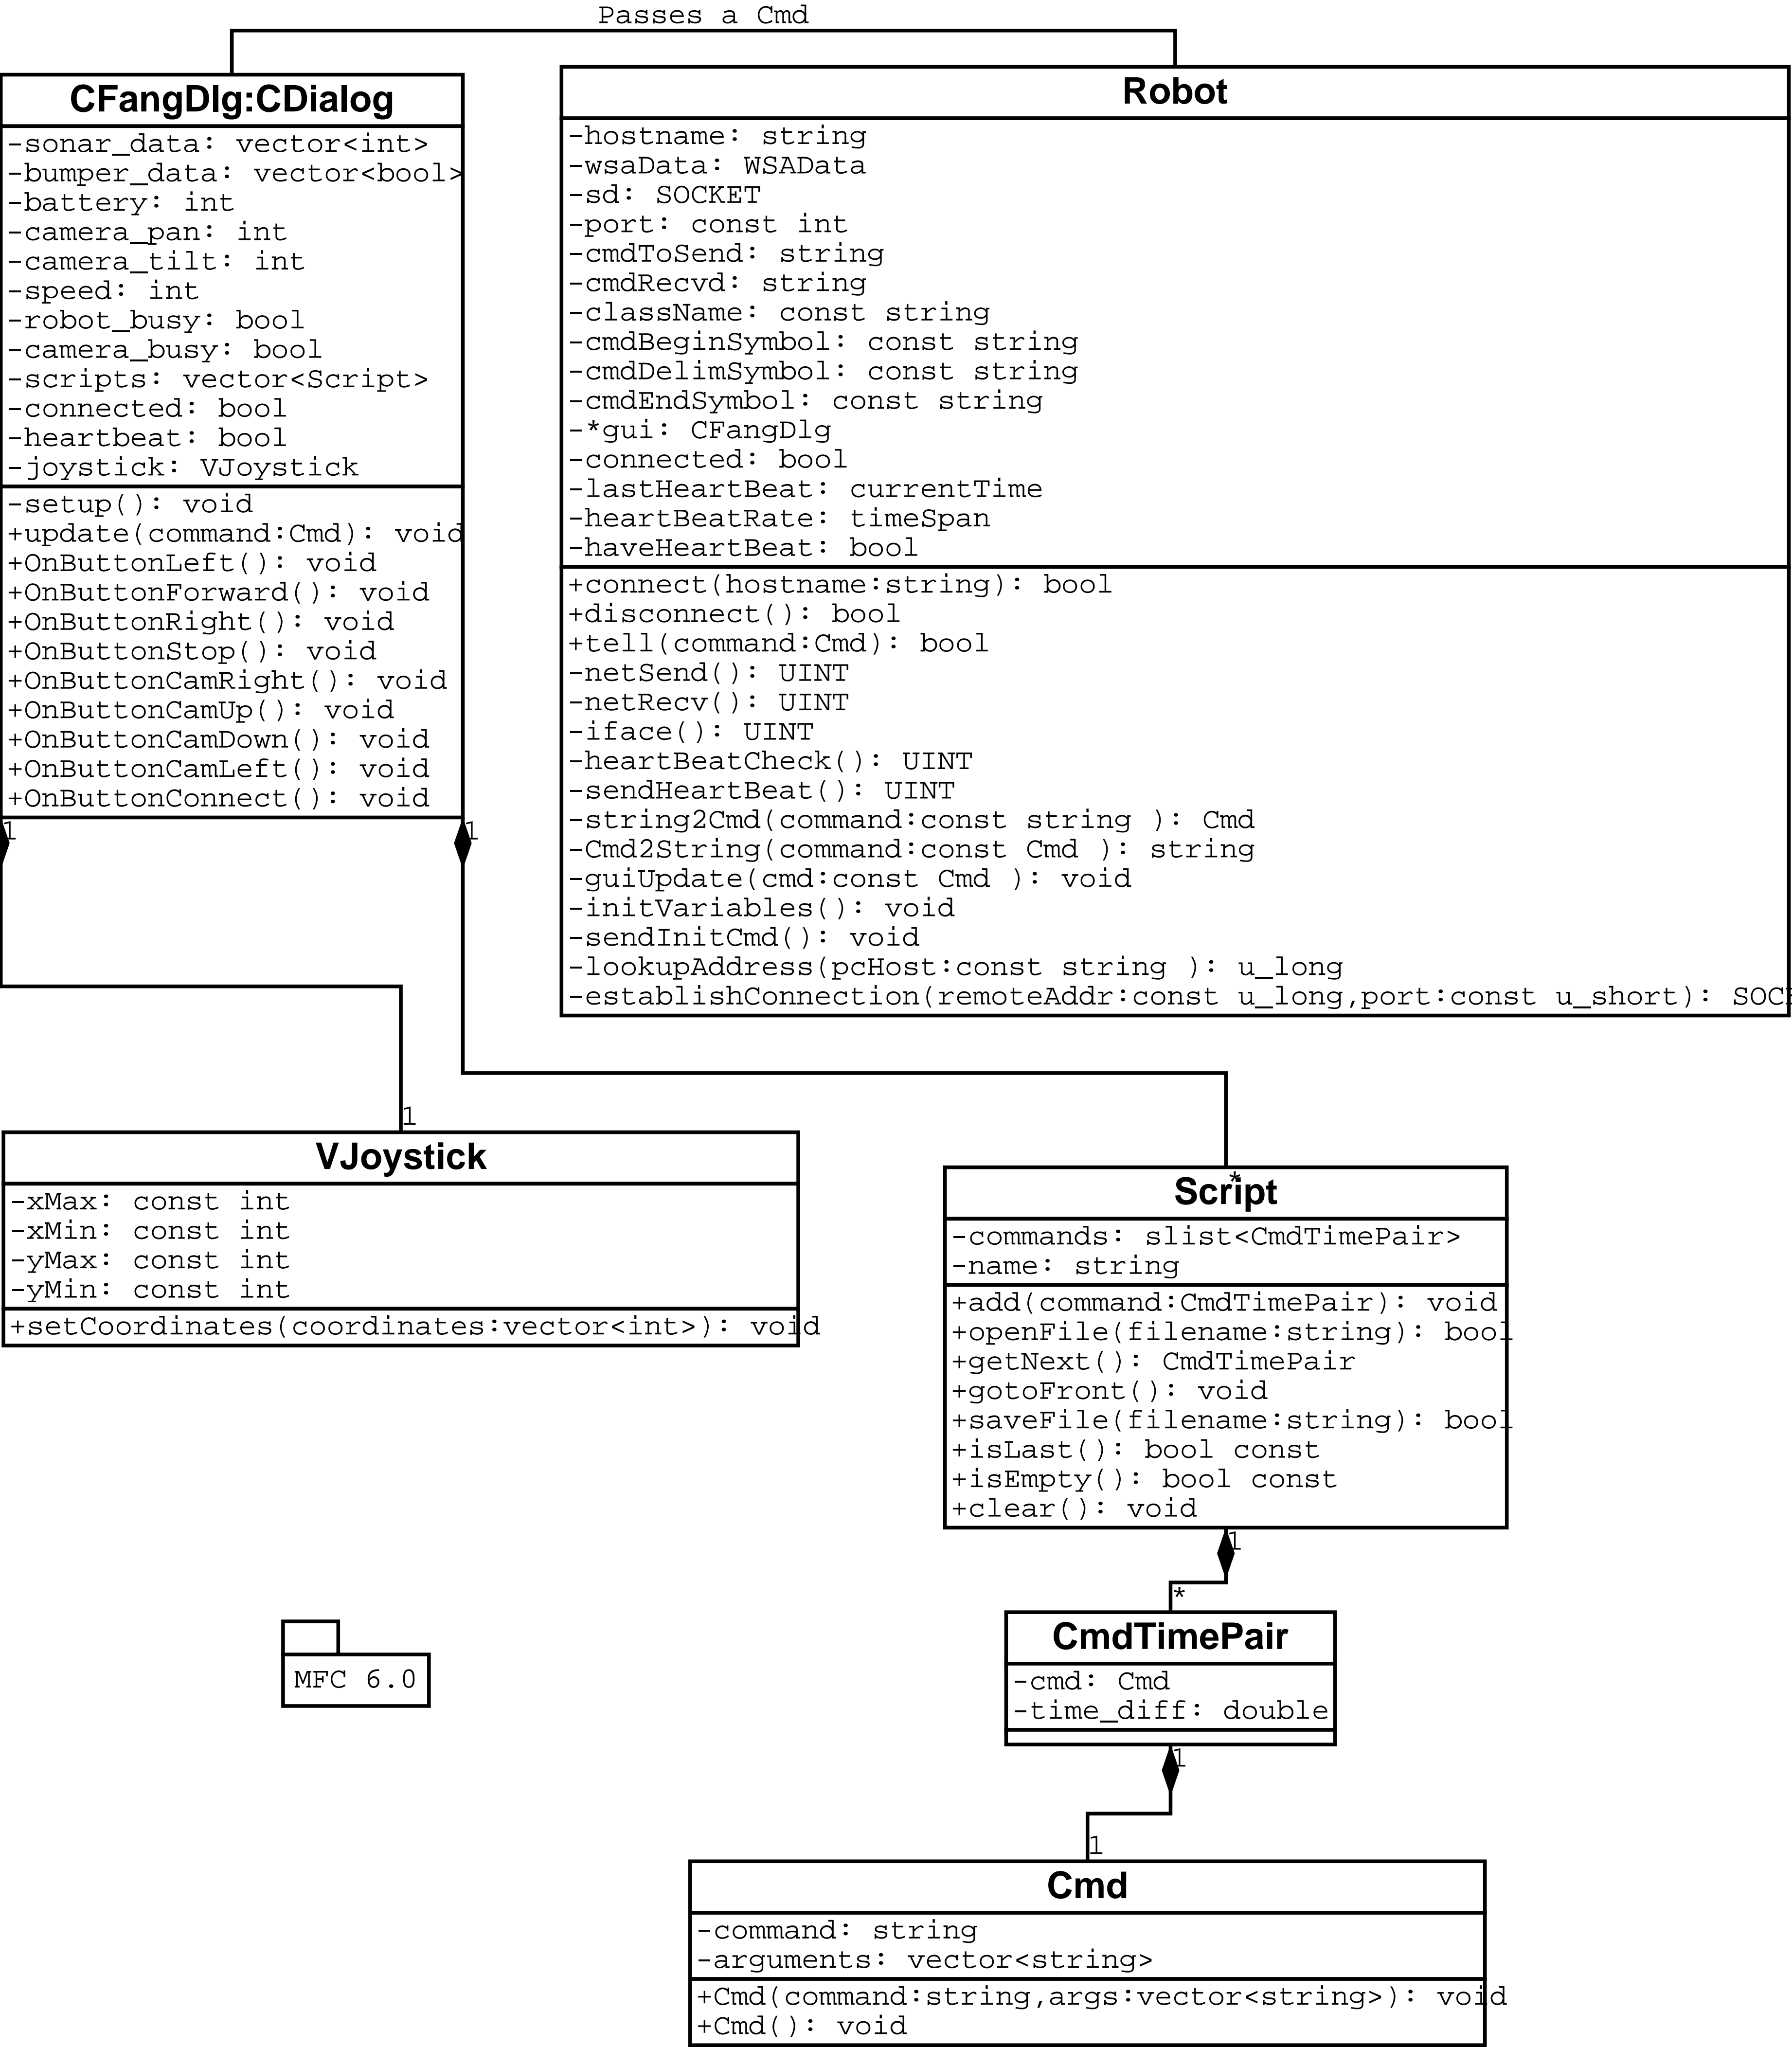 Passes a Cmd
CFangDlg:CDialog
-sonar_data: vector<int>
-bumper_data: vector<bool>
-battery: int
-camera_pan: int
-camera_tilt: int
-speed: int
-robot_busy: bool
-camera_busy: bool
-scripts: vector<Script>
-connected: bool
-heartbeat: bool
-joystick: VJoystick
-setup(): void
+update(command:Cmd): void
+OnButtonLeft(): void
+OnButtonForward(): void
+OnButtonRight(): void
+OnButtonStop(): void
+OnButtonCamRight(): void
+OnButtonCamUp(): void
+OnButtonCamDown(): void
+OnButtonCamLeft(): void
+OnButtonConnect(): void
1
1
Robot
-hostname: string
-wsaData: WSAData
-sd: SOCKET
-port: const int
-cmdToSend: string
-cmdRecvd: string
-className: const string
-cmdBeginSymbol: const string
-cmdDelimSymbol: const string
-cmdEndSymbol: const string
-*gui: CFangDlg
-connected: bool
-lastHeartBeat: currentTime
-heartBeatRate: timeSpan
-haveHeartBeat: bool
+connect(hostname:string): bool
+disconnect(): bool
+tell(command:Cmd): bool
-netSend(): UINT
-netRecv(): UINT
-iface(): UINT
-heartBeatCheck(): UINT
-sendHeartBeat(): UINT
-string2Cmd(command:const string ): Cmd
-Cmd2String(command:const Cmd ): string
-guiUpdate(cmd:const Cmd ): void
-initVariables(): void
-sendInitCmd(): void
-lookupAddress(pcHost:const string ): u_long
-establishConnection(remoteAddr:const u_long,port:const u_short):
1
VJoystick
-xMax: const int
-xMin: const int
-yMax: const int
-yMin: const int
+setCoordinates(coordinates:vector<int>): void
*
Script
-commands: slist<CmdTimePair>
-name: string
+add(command:CmdTimePair): void
+openFile(filename:string): bool
+getNext(): CmdTimePair
+gotoFront(): void
+saveFile(filename:string): bool
+isLast(): bool const
+isEmpty(): bool const
+clear(): void
1
*
MFC 6.0
CmdTimePair
-cmd: Cmd
-time_diff: double
1
1
Cmd
-command: string
-arguments: vector<string>
+Cmd(command:string,args:vector<string>): void
+Cmd(): void